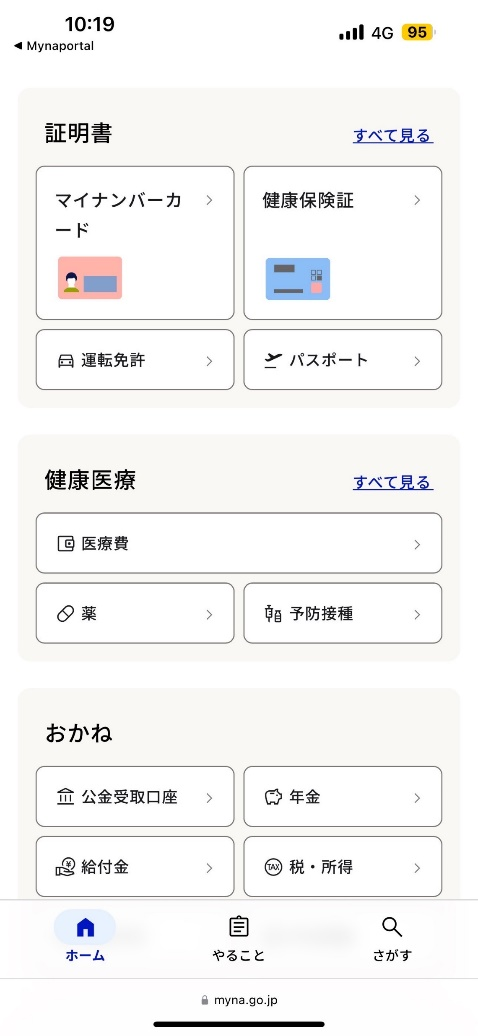 10:19
4G 95
◀ Mynaportal
証明書
すべて見る
マイナンバーカ
ード
健康保険証
運転免許
パスポート
健康医療
すべて見る
医療費
薬
予防接種
おかね
公金受取口座
年金
¥
給付金
TAX
税・所得
ホーム
やること
さがす
myna.go.jp